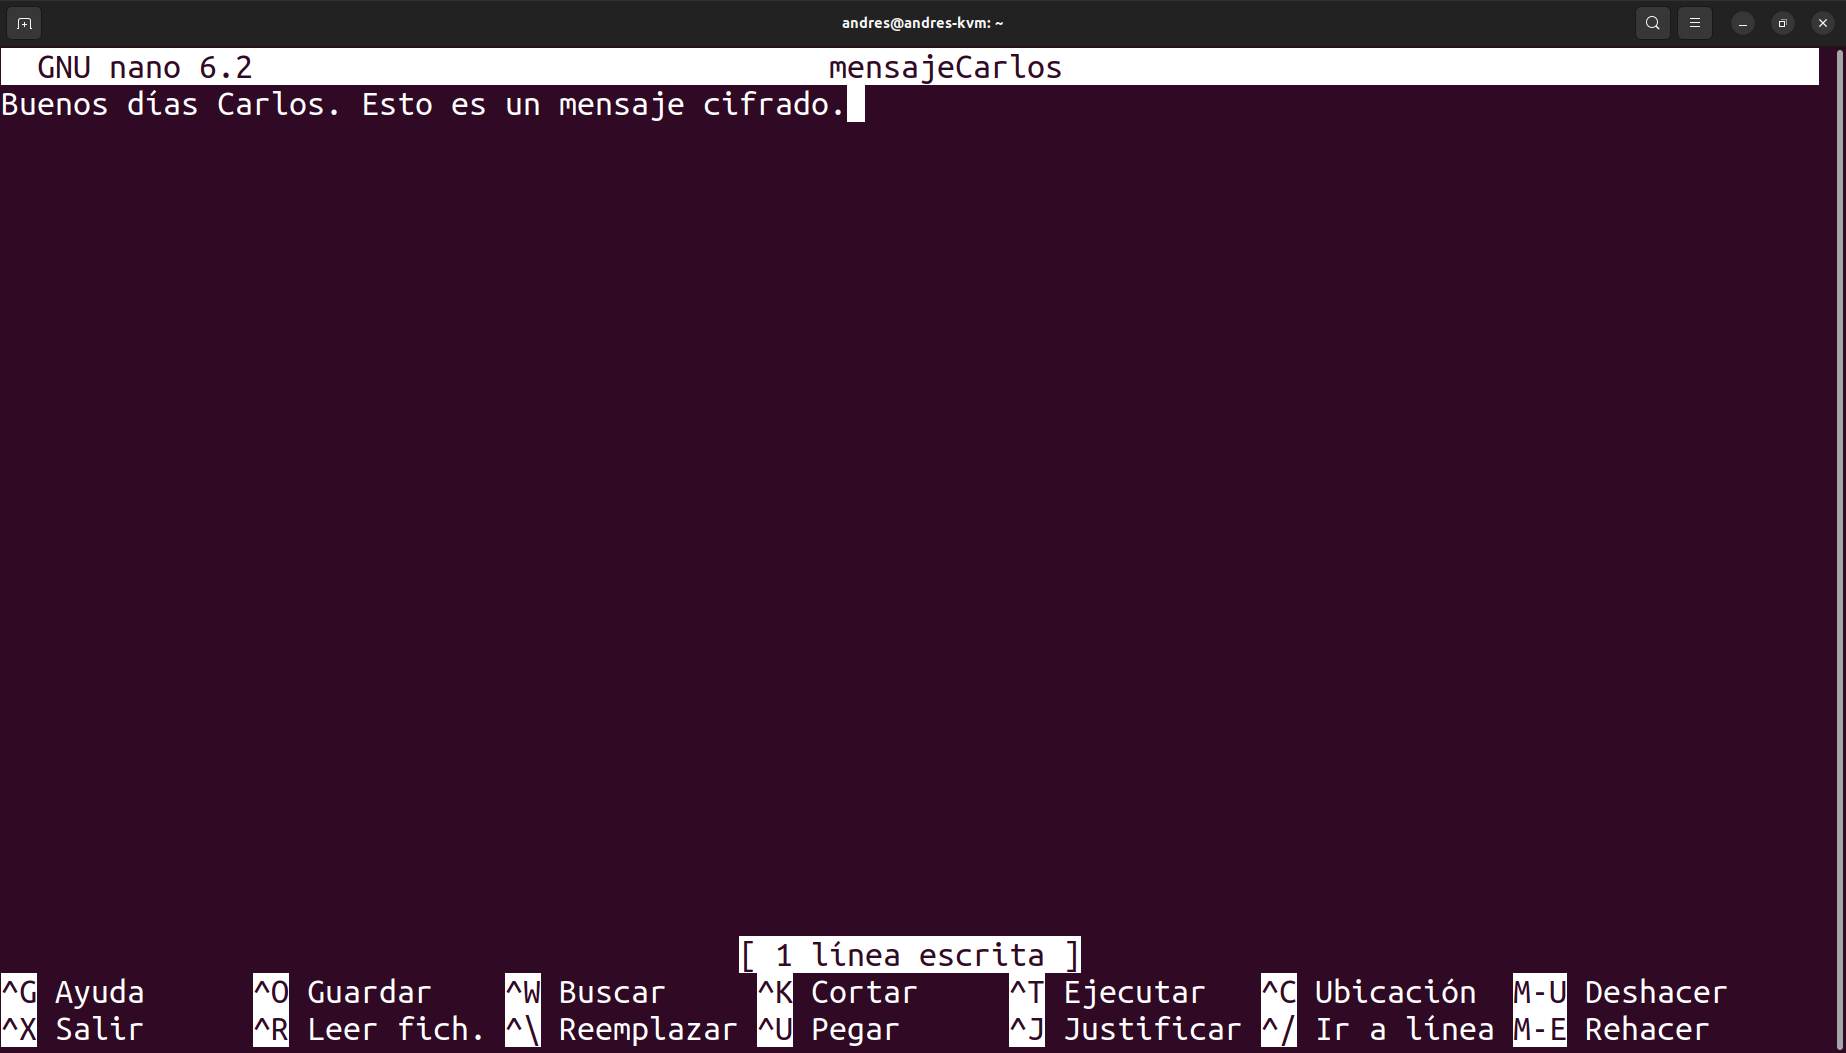 andres@andres-kvm: ~
GNU nano 6.2 mensajeCarlos
Buenos días Carlos. Esto es un mensaje cifrado.
[ 1 línea escrita ]
^G Ayuda ^O Guardar ^W Buscar ^K Cortar ^T Ejecutar ^C Ubicación M-U Deshacer
^X Salir ^R Leer fich. ^\ Reemplazar ^U Pegar ^J Justificar ^/ Ir a línea M-E Rehacer